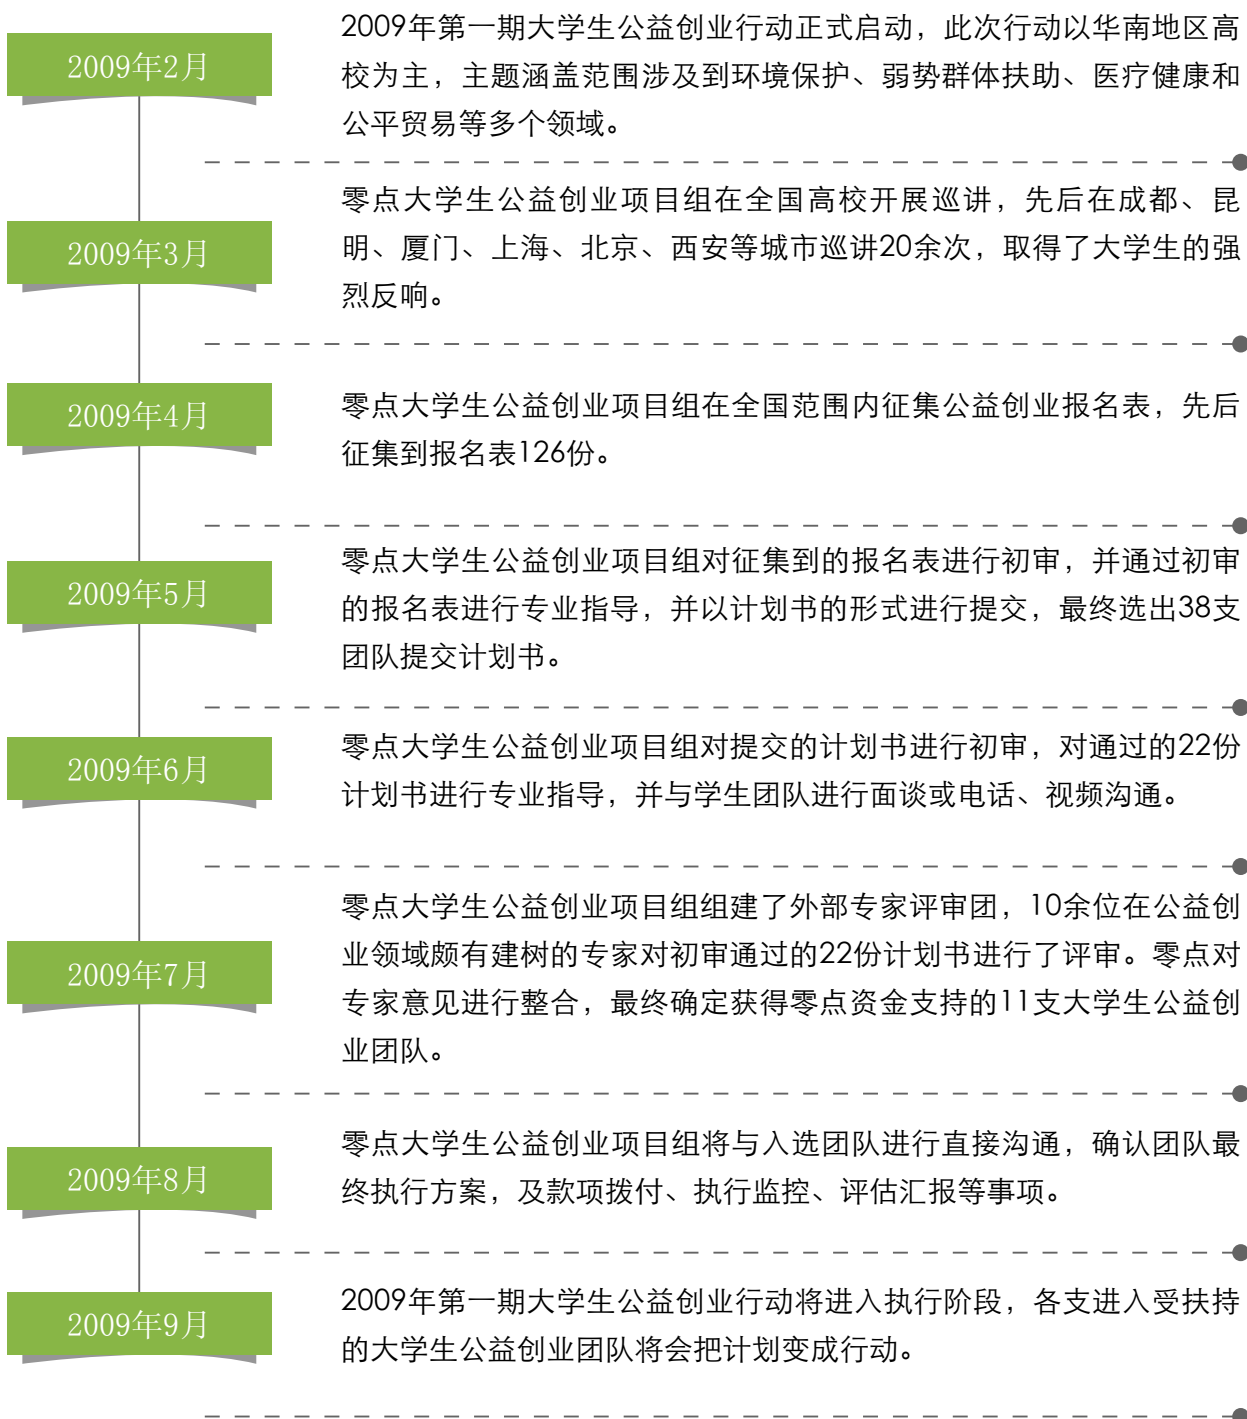 2009年2月
2009年第一期大学生公益创业行动正式启动，此次行动以华南地区高
校为主，主题涵盖范围涉及到环境保护、弱势群体扶助、医疗健康和
公平贸易等多个领域。
2009年3月
零点大学生公益创业项目组在全国高校开展巡讲，先后在成都、昆
明、厦门、上海、北京、西安等城市巡讲20余次，取得了大学生的强
烈反响。
2009年4月
零点大学生公益创业项目组在全国范围内征集公益创业报名表，先后
征集到报名表126份。
2009年5月
零点大学生公益创业项目组对征集到的报名表进行初审，并通过初审
的报名表进行专业指导，并以计划书的形式进行提交，最终选出38支
团队提交计划书。
2009年6月
零点大学生公益创业项目组对提交的计划书进行初审，对通过的22份
计划书进行专业指导，并与学生团队进行面谈或电话、视频沟通。
2009年7月
零点大学生公益创业项目组组建了外部专家评审团，10余位在公益创
业领域颇有建树的专家对初审通过的22份计划书进行了评审。零点对
专家意见进行整合，最终确定获得零点资金支持的11支大学生公益创
业团队。
2009年8月
零点大学生公益创业项目组将与入选团队进行直接沟通，确认团队最
终执行方案，及款项拨付、执行监控、评估汇报等事项。
2009年9月
2009年第一期大学生公益创业行动将进入执行阶段，各支进入受扶持
的大学生公益创业团队将会把计划变成行动。